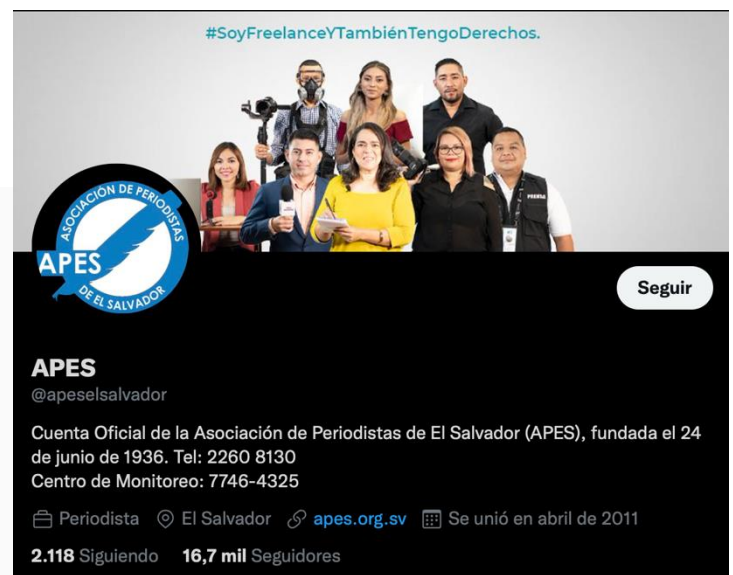 #SoyFreelanceYTambiénTengoDerechos.
PRENSA
ASOCIACIÓN DE PERIODISTAS
APES
DE EL SALVADOR
Seguir
APES
@apeselsalvador
Cuenta Oficial de la Asociación de Periodistas de El Salvador (APES), fundada el 24
de junio de 1936. Tel: 2260 8130
Centro de Monitoreo: 7746-4325
Periodista El Salvador apes.org.sv Se unió en abril de 2011
2.118 Siguiendo 16,7 mil Seguidores